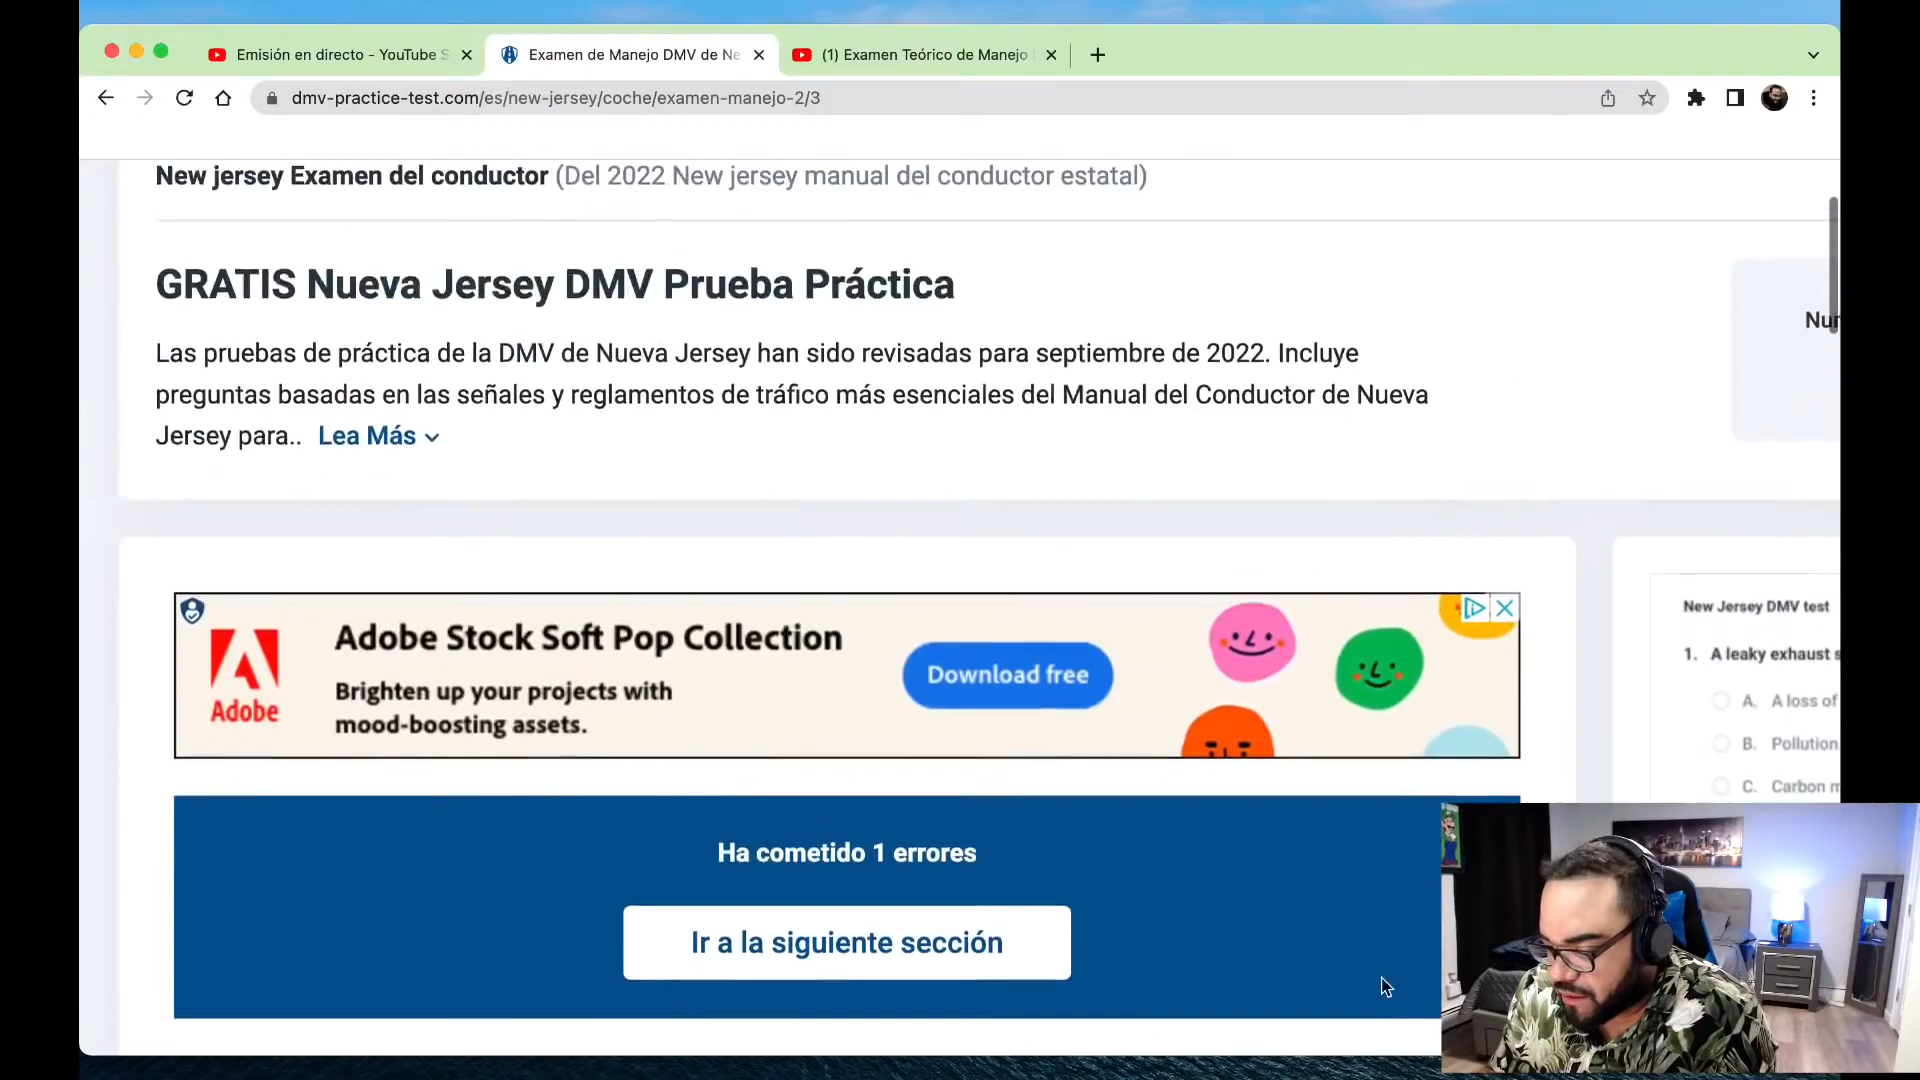 Emisión en directo - YouTube S
Examen de Manejo DMV de Ne
(1) Examen Teórico de Manejo
dmv-practice-test.com/es/new-jersey/coche/examen-manejo-2/3
New jersey Examen del conductor (Del 2022 New jersey manual del conductor estatal)
GRATIS Nueva Jersey DMV Prueba Práctica
Las pruebas de práctica de la DMV de Nueva Jersey han sido revisadas para septiembre de 2022. Incluye
preguntas basadas en las señales y reglamentos de tráfico más esenciales del Manual del Conductor de Nueva
Jersey para.. Lea Más
Adobe Stock Soft Pop Collection
Brighten up your projects with
mood-boosting assets.
Adobe
Download free
New Jersey DMV test
1. A leaky exhaust s
A. A loss of
B. Pollution.
C. Carbon m
Ha cometido 1 errores
Ir a la siguiente sección